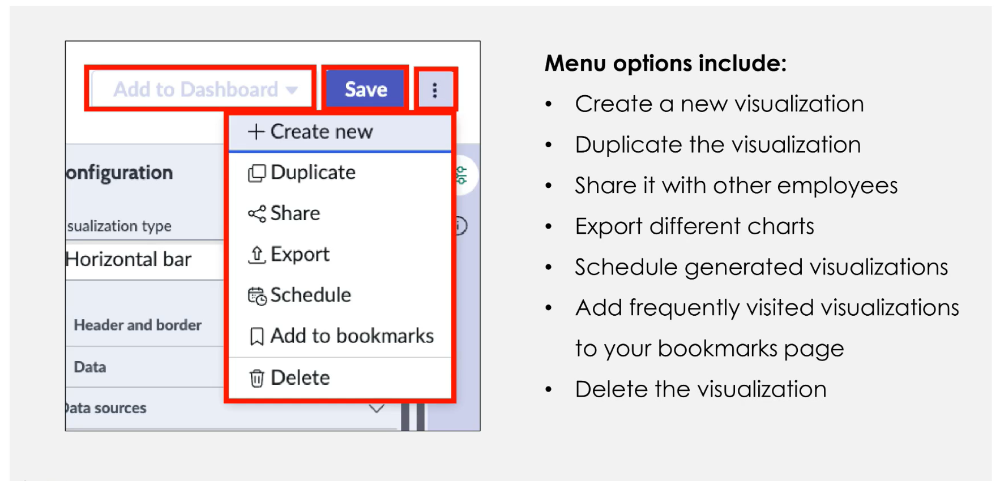 Add to Dashboard
Save
Create new
onfiguration
Duplicate
Share
sualization type
Export
Horizontal bar
Schedule
Header and border
Add to bookmarks
Data
Delete
Data sources
Menu options include:
• Create a new visualization
• Duplicate the visualization
• Share it with other employees
• Export different charts
• Schedule generated visualizations
• Add frequently visited visualizations
to your bookmarks page
• Delete the visualization